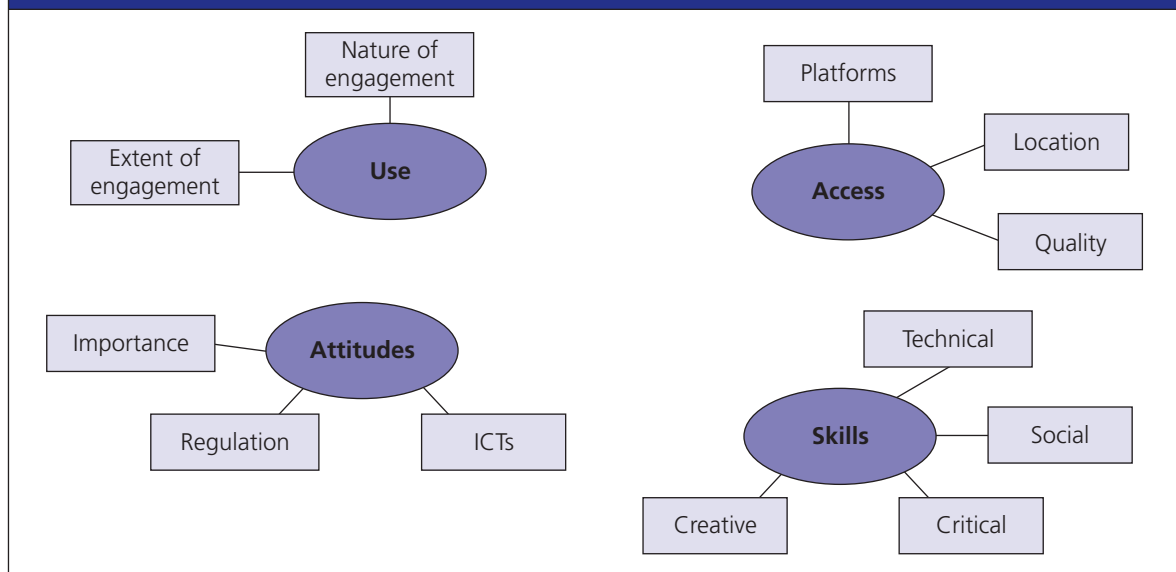 Nature of
engagement
Extent of
engagement
Use
Platforms
Location
Access
Quality
Importance
Attitudes
Regulation
ICTs
Technical
Skills
Social
Creative
Critical